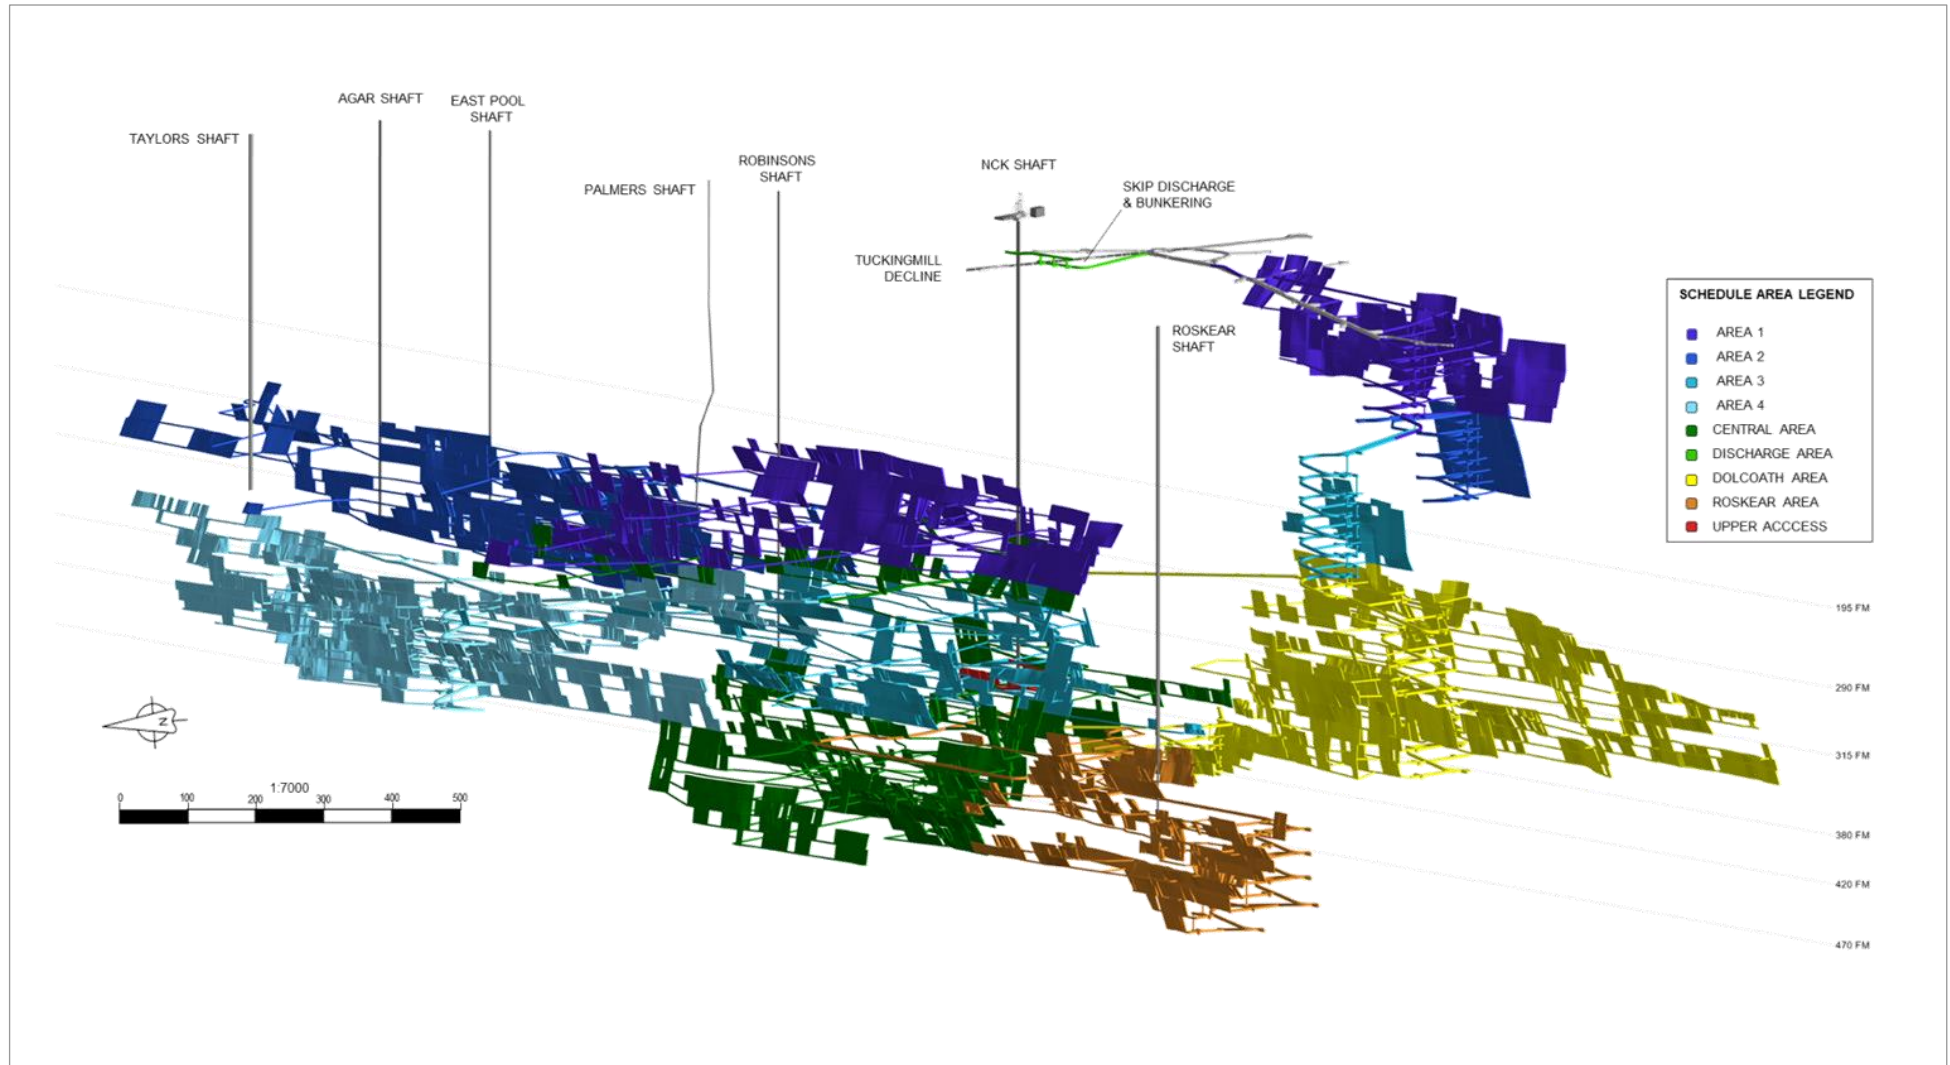 AGAR SHAFT
EAST POOL
SHAFT
TAYLORS SHAFT
ROBINSONS
SHAFT
PALMERS SHAFT
NCK SHAFT
SKIP DISCHARGE
& BUNKERING
TUCKINGMILL
DECLINE
ROSKEAR
SHAFT
SCHEDULE AREA LEGEND
AREA 1
AREA 2
AREA 3
AREA 4
CENTRAL AREA
DISCHARGE AREA
DOLCOATH AREA
ROSKEAR AREA
UPPER ACCCESS
195 FM
290 FM
315 FM
380 FM
420 FM
470 FM
N
1:7000
0 100 200 300 400 500